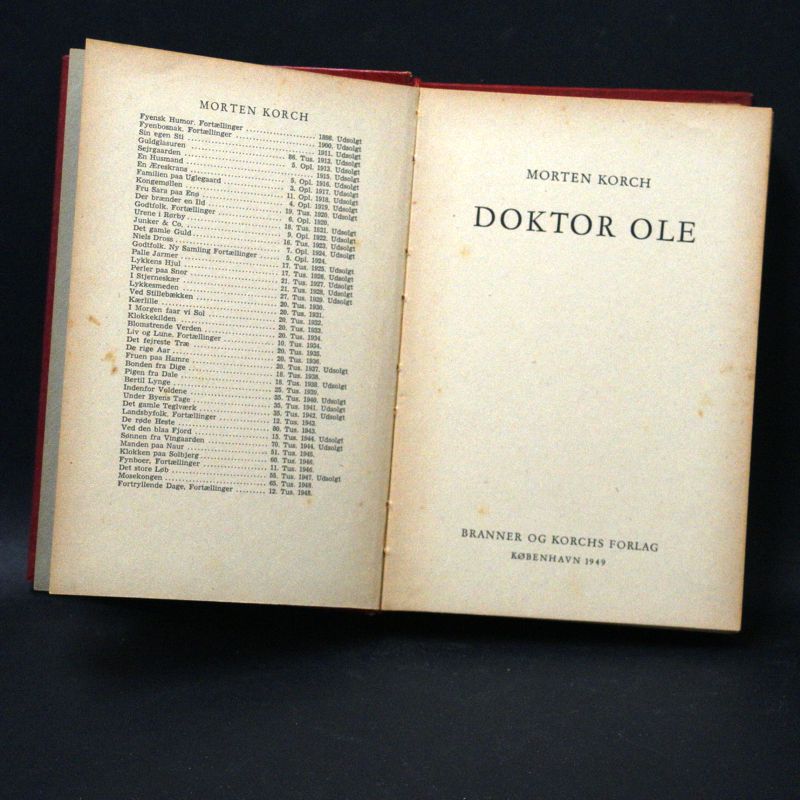 MORTEN KORCH
Fyensk Humor. Fortællinger 1898. Udsolgt
Fyenbosnak. Fortællinger 1900. Udsolgt
Sin egen Sti 1911. Udsolgt
Guldglasuren 86. Tus. 1913. Udsolgt
Sejrgaarden 5. Opl. 1913. Udsolgt
En Husmand 1915. Udsolgt
En Æreskrans 5. Opl. 1916. Udsolgt
Familien paa Uglegaard 3. Opl. 1917. Udsolgt
Kongemøllen 11. Opl. 1918. Udsolgt
Fru Sara paa Enø 4. Opl. 1919. Udsolgt
Der brænder en Ild 19. Tus. 1920. Udsolgt
Godtfolk. Fortællinger 6. Opl. 1920.
Urene i Rørby 18. Tus. 1921. Udsolgt
Junker & Co. 9. Opl. 1922. Udsolgt
Det gamle Guld 16. Tus. 1923. Udsolgt
Niels Dross 7. Opl. 1924. Udsolgt
Godtfolk. Ny Samling Fortællinger 5. Opl. 1924.
Palle Jarmer 17. Tus. 1925. Udsolgt
Lykkens Hjul 17. Tus. 1926. Udsolgt
Perler paa Snor 21. Tus. 1927. Udsolgt
I Stjerneskær 21. Tus. 1928. Udsolgt
Lykkesmeden 27. Tus. 1929. Udsolgt
Ved Stillebækken 20. Tus. 1930.
Kærlille 20. Tus. 1931.
I Morgen faar vi Sol 20. Tus. 1932.
Klokkekilden 20. Tus. 1933.
Blomstrende Verden 20. Tus. 1934.
Liv og Lune. Fortællinger 10. Tus. 1934.
Det fejreste Træ 20. Tus. 1935.
De rige Aar 20. Tus. 1936.
Fruen paa Hamre 20. Tus. 1937. Udsolgt
Bonden fra Dige 16. Tus. 1938.
Pigen fra Dale 16. Tus. 1938. Udsolgt
Bertil Lynge 25. Tus. 1939.
Indenfor Voldene 35. Tus. 1940. Udsolgt
Under Byens Tage 35. Tus. 1941. Udsolgt
Det gamle Teglværk 35. Tus. 1942. Udsolgt
Landsbyfolk. Fortællinger 12. Tus. 1943.
De røde Heste 80. Tus. 1943.
Ved den blaa Fjord 15. Tus. 1944. Udsolgt
Sønnen fra Vingaarden 70. Tus. 1944. Udsolgt
Manden paa Naur 51. Tus. 1945.
Klokken paa Solbjerg 60. Tus. 1946.
Fynboer, Fortællinger 11. Tus. 1946.
Det store Løb 55. Tus. 1947. Udsolgt
Mosekongen 65. Tus. 1948.
Fortryllende Dage, Fortællinger 12. Tus. 1948.
MORTEN KORCH
DOKTOR OLE
BRANNER OG KORCHS FORLAG
KØBENHAVN 1949